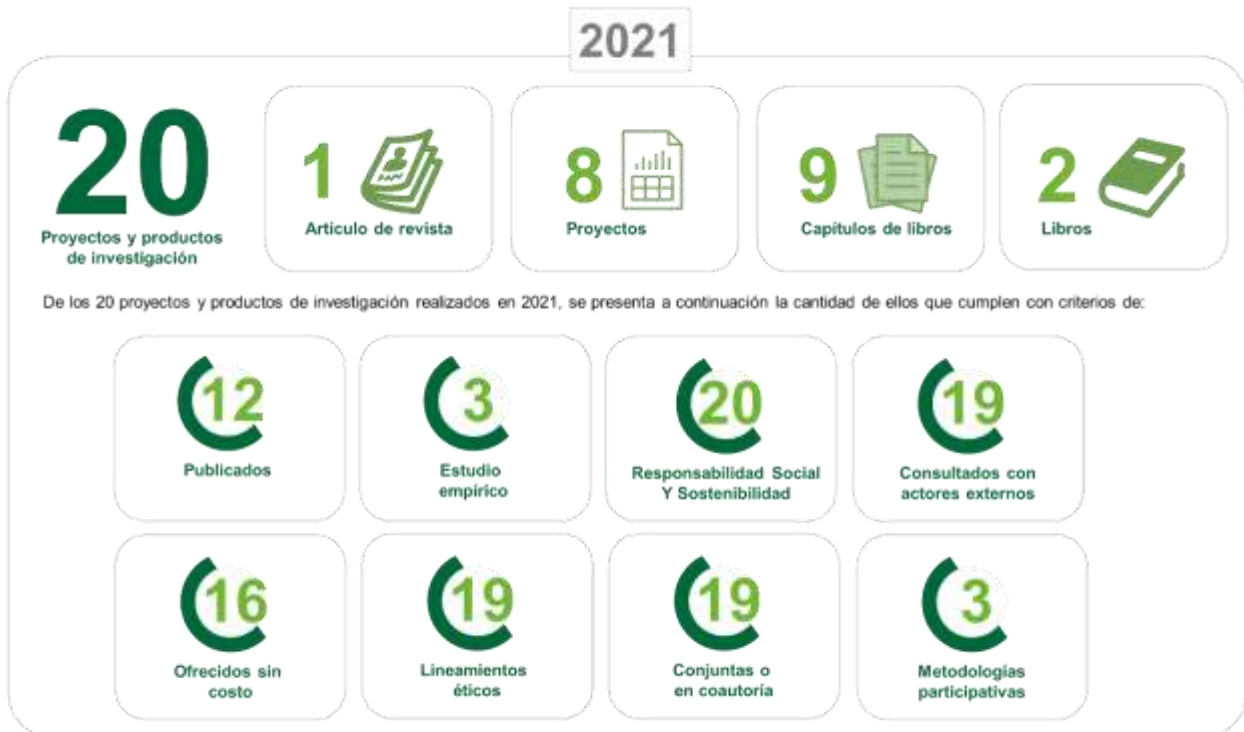 2021
20
Proyectos y productos
de investigación
1
Artículo de revista
8
Proyectos
9
Capítulos de libros
2
Libros
De los 20 proyectos y productos de investigación realizados en 2021, se presenta a continuación la cantidad de ellos que cumplen con criterios de:
12
Publicados
3
Estudio
empírico
20
Responsabilidad Social
Y Sostenibilidad
19
Consultados con
actores externos
16
Ofrecidos sin
costo
19
Lineamientos
éticos
19
Conjuntas o
en coautoría
3
Metodologías
participativas